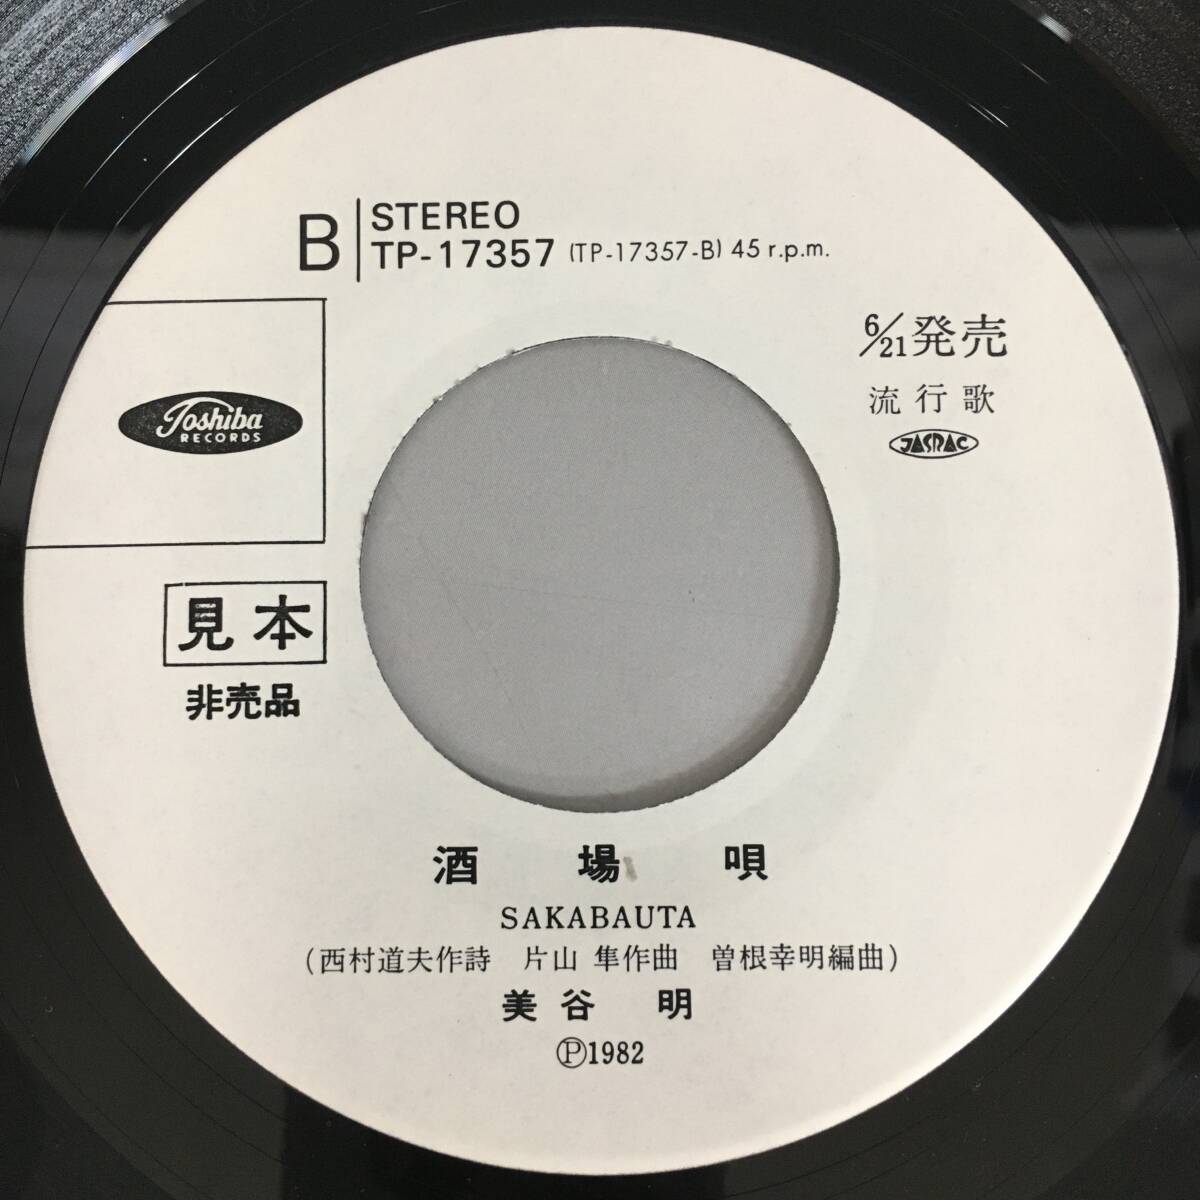 B
STEREO
TP-17357 (TP-17357-B) 45 r.p.m.
6/21発売
流行歌
JASRAC
Toshiba
RECORDS
見本
非売品
酒場唄
SAKABAUTA
(西村道夫作詩 片山 隼作曲 曽根幸明編曲)
美谷 明
Ⓟ1982